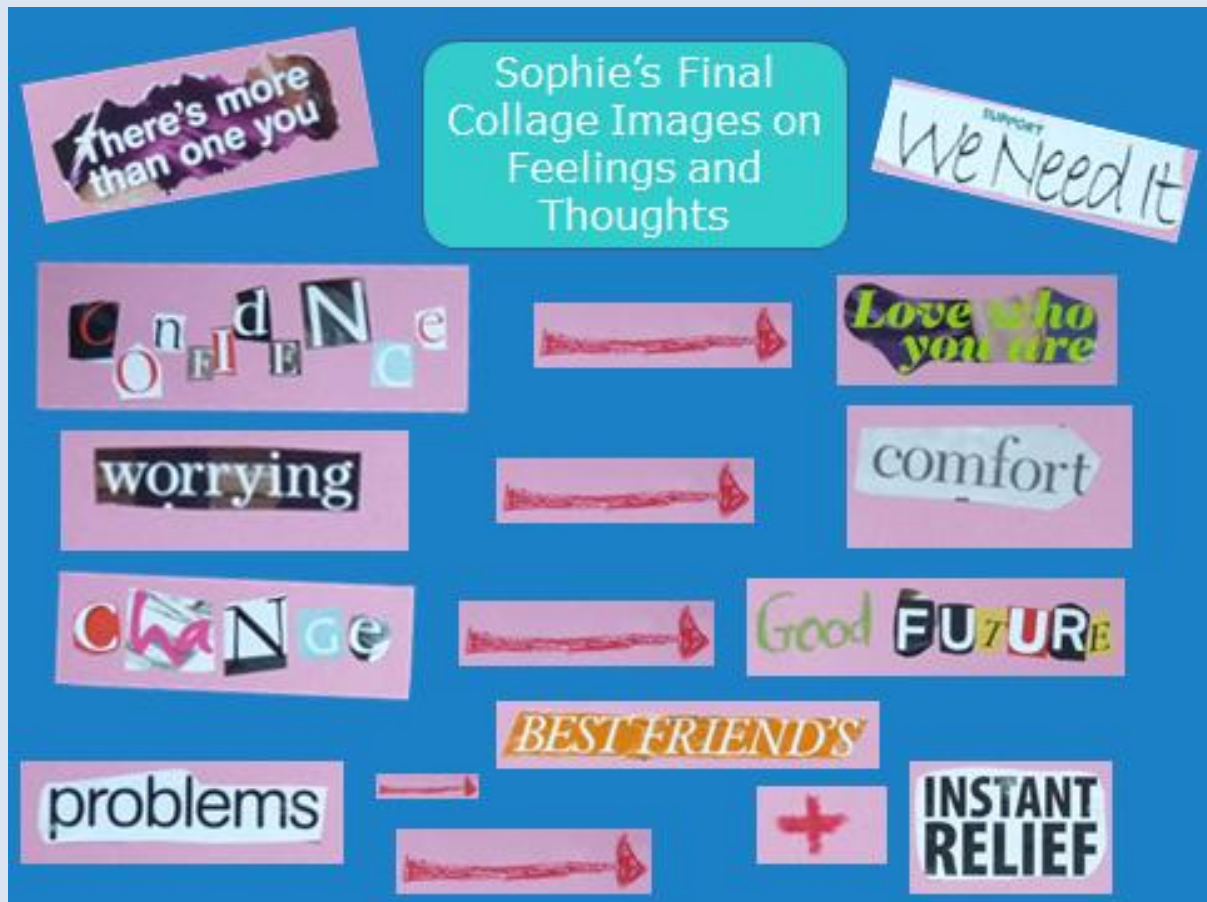 There's more
than one you
Sophie's Final
Collage Images on
Feelings and
Thoughts
SUPPORT
We Need It
CONFIdENCe
Love who
you are
worrying
comfort
ChaNGe
Good FUTURE
BEST FRIEND'S
problems
+
INSTANT
RELIEF